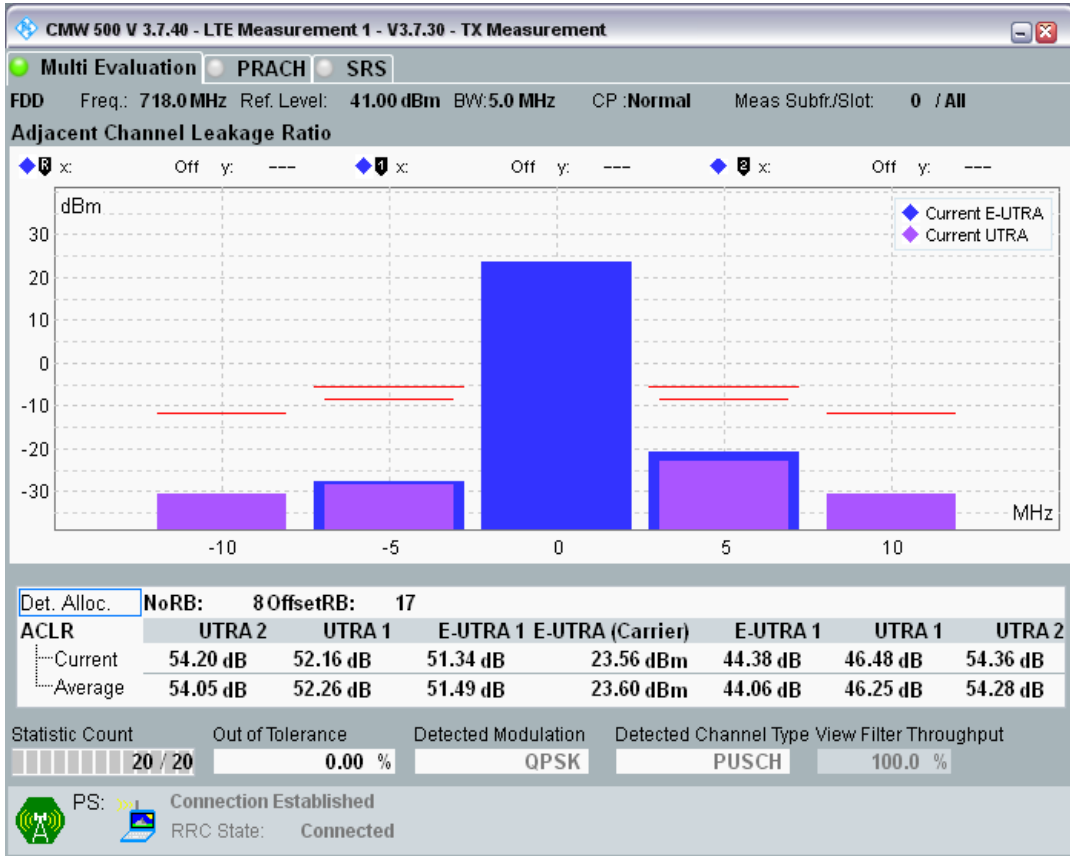 CMW 500 V 3.7.40 - LTE Measurement 1 - V3.7.30 - TX Measurement
Multi Evaluation PRACH SRS
FDD Freq.: 718.0 MHz Ref. Level: 41.00 dBm BW: 5.0 MHz CP : Normal Meas Subfr./Slot: 0 / All
Adjacent Channel Leakage Ratio
R x: Off y: --- 1 x: Off y: --- 2 x: Off y: ---
dBm
Current E-UTRA
Current UTRA
30
20
10
0
-10
-20
-30
MHz
-10 -5 0 5 10
Det. Alloc. NoRB: 8 OffsetRB: 17
ACLR UTRA 2 UTRA 1 E-UTRA 1 E-UTRA (Carrier) E-UTRA 1 UTRA 1 UTRA 2
Current 54.20 dB 52.16 dB 51.34 dB 23.56 dBm 44.38 dB 46.48 dB 54.36 dB
Average 54.05 dB 52.26 dB 51.49 dB 23.60 dBm 44.06 dB 46.25 dB 54.28 dB
Statistic Count Out of Tolerance Detected Modulation Detected Channel Type View Filter Throughput
20 / 20 0.00 % QPSK PUSCH 100.0 %
PS: Connection Established
RRC State: Connected